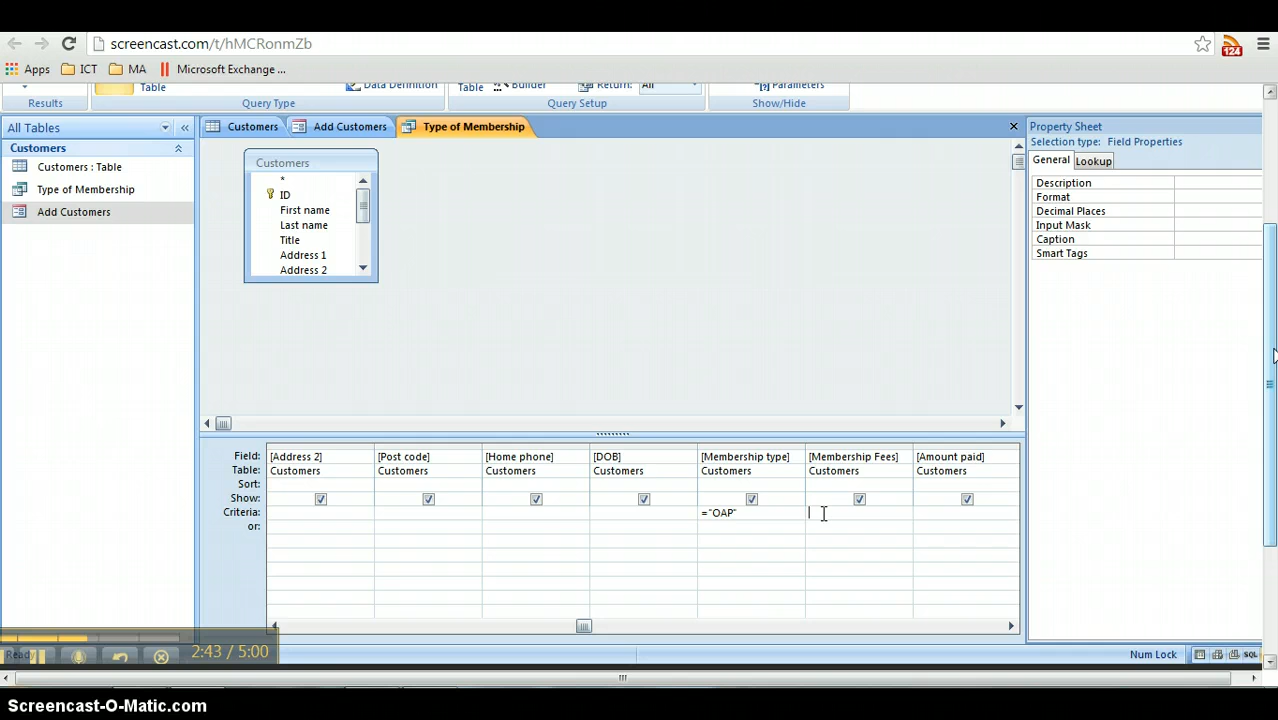 screencast.com/t/hMCRonmZb
124
Apps ICT MA Microsoft Exchange ...
Table Data Definition Table Builder Return: All Parameters
Results Query Type Query Setup Show/Hide
All Tables « Customers Add Customers Type of Membership × Property Sheet
Selection type: Field Properties
Customers
Customers : Table
Type of Membership
Add Customers
Customers
*
ID
First name
Last name
Title
Address 1
Address 2
General Lookup
Description
Format
Decimal Places
Input Mask
Caption
Smart Tags
Field: [Address 2] [Post code] [Home phone] [DOB] [Membership type] [Membership Fees] [Amount paid]
Table: Customers Customers Customers Customers Customers Customers Customers
Sort:
Show:
Criteria: ="OAP"
or:
Ready 2:43 / 5:00 Num Lock SQL
Screencast-O-Matic.com